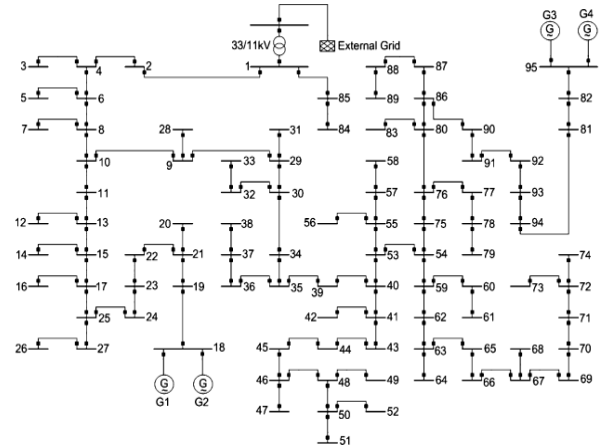 G3 G4
33/11kV External Grid
3 4 2 1 88 87 95
5 6 85 89 86 82
7 8 28 31 84 83 80 90 81
10 9 33 29 58 91 92
11 32 30 57 76 77 93
12 13 20 38 56 55 75 78 94
14 15 22 21 37 34 53 54 79 74
16 17 23 19 36 35 39 40 59 60 73 72
25 24 42 41 62 61 71
26 27 18 45 44 43 63 65 68 70
G G 46 48 49 64 66 67 69
G1 G2 47 50 52
51